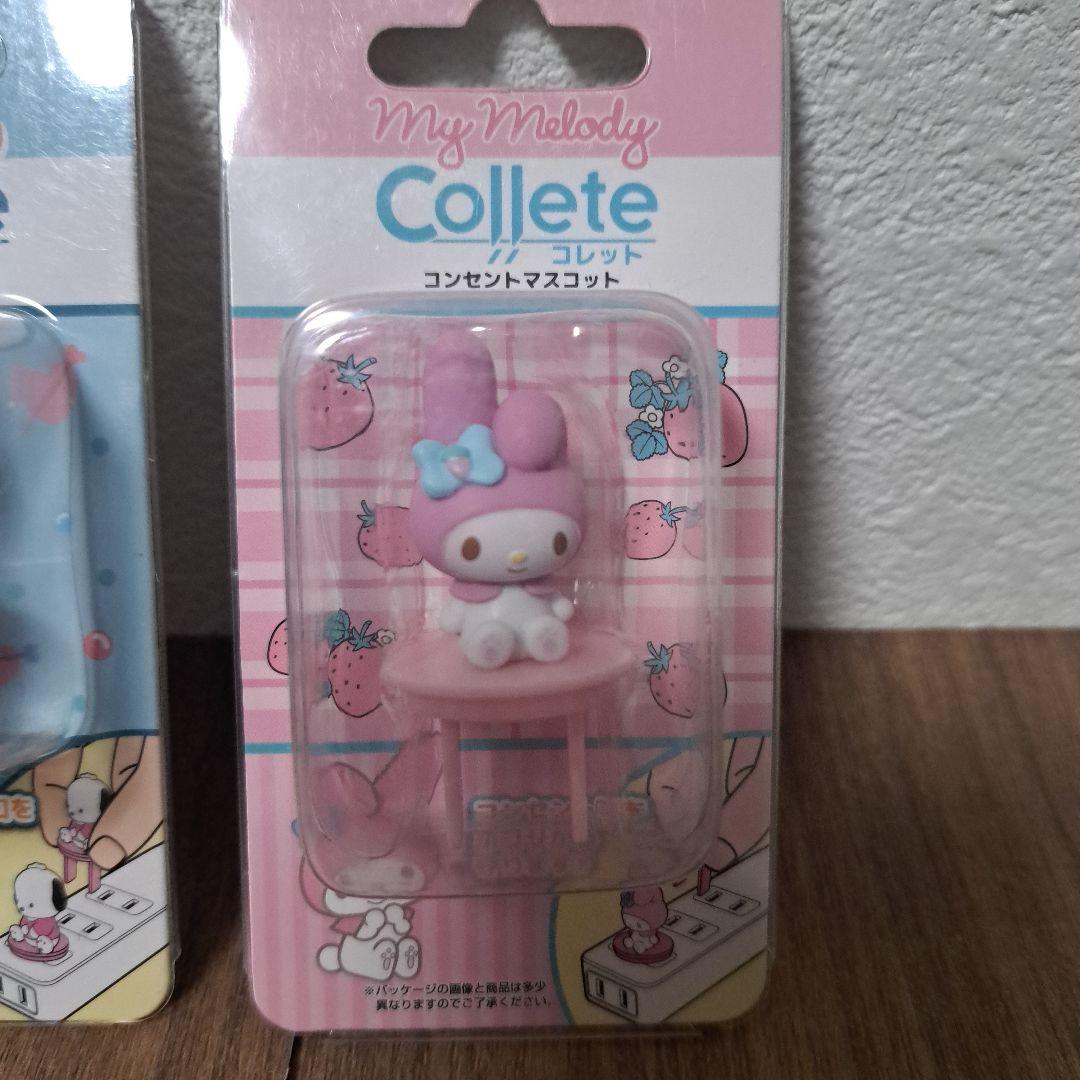 My Melody
Collete
コレット
コンセントマスコット
※パッケージの画像と商品は多少
異なりますのでご了承ください。